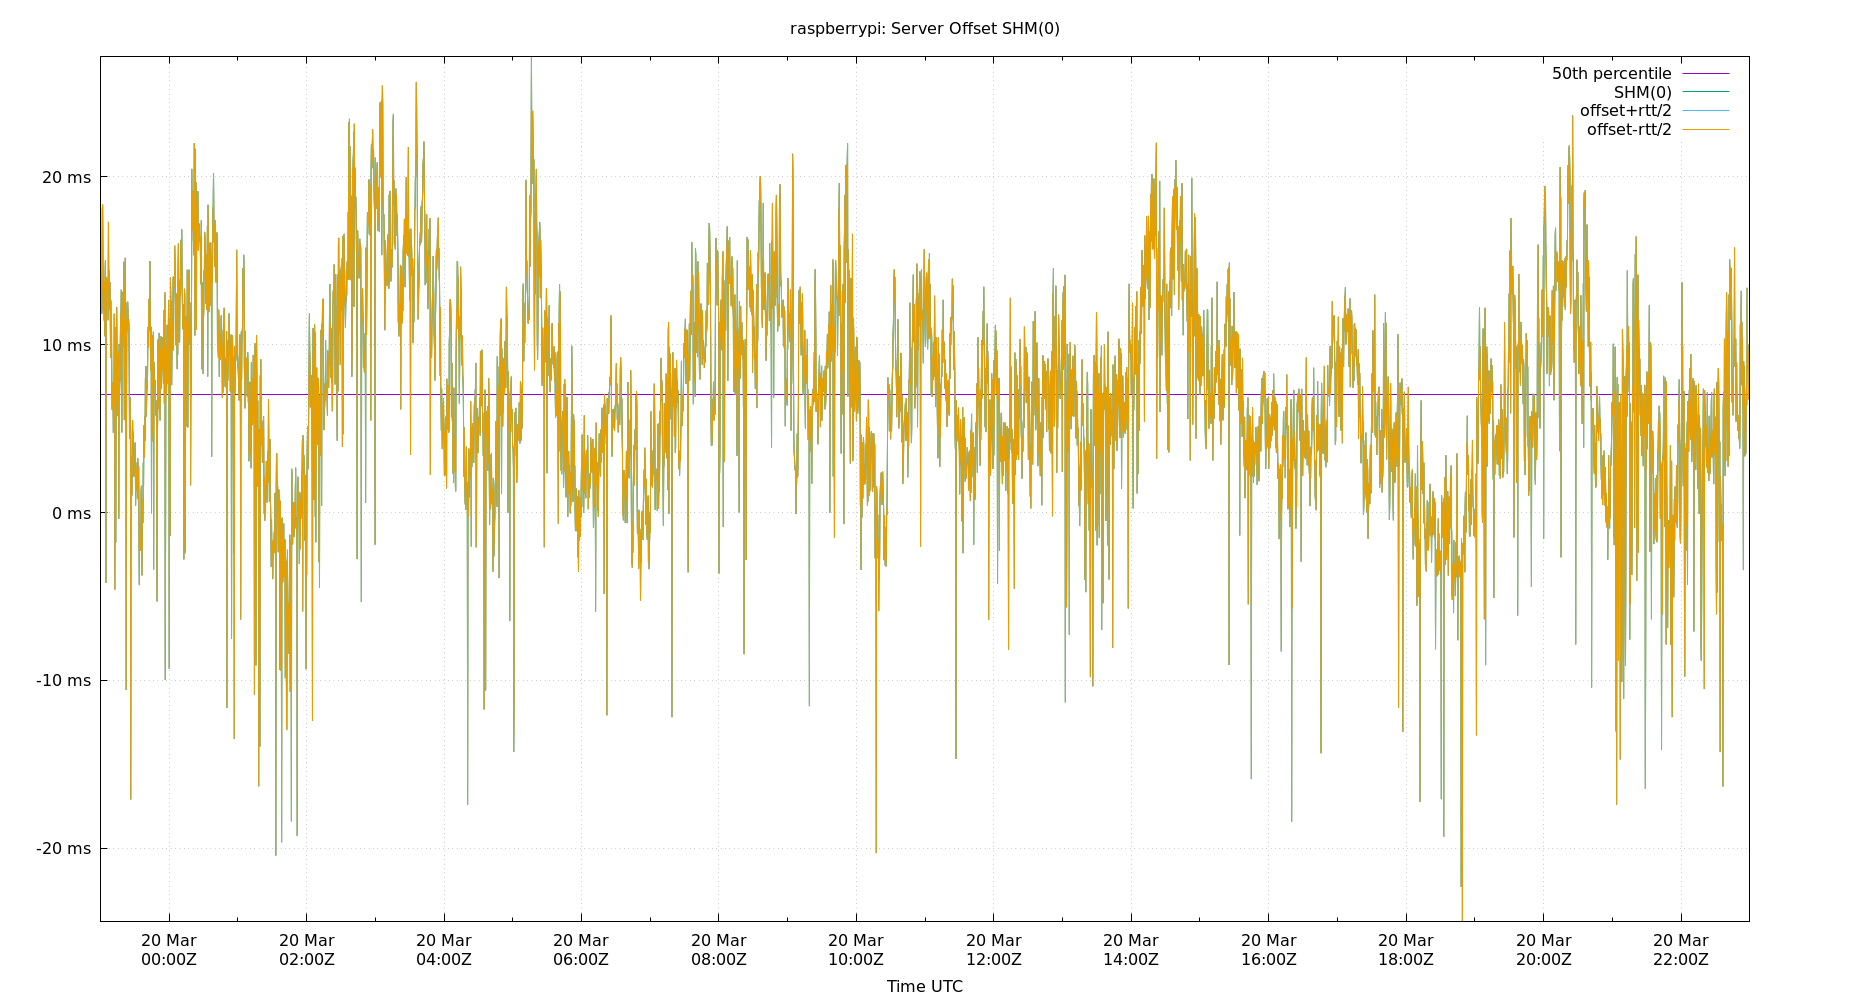 raspberrypi: Server Offset SHM(0)
50th percentile
SHM(0)
offset+rtt/2
offset-rtt/2
20 ms
10 ms
0 ms
-10 ms
-20 ms
20 Mar 20 Mar 20 Mar 20 Mar 20 Mar 20 Mar 20 Mar 20 Mar 20 Mar 20 Mar 20 Mar 20 Mar
00:00Z 02:00Z 04:00Z 06:00Z 08:00Z 10:00Z 12:00Z 14:00Z 16:00Z 18:00Z 20:00Z 22:00Z
Time UTC